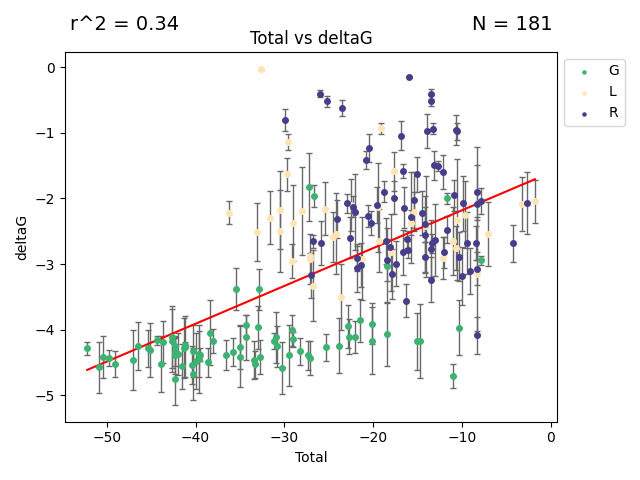 r^2 = 0.34
N = 181
Total vs deltaG
G
L
R
deltaG
0
−1
−2
−3
−4
−5
−50
−40
−30
−20
−10
0
Total